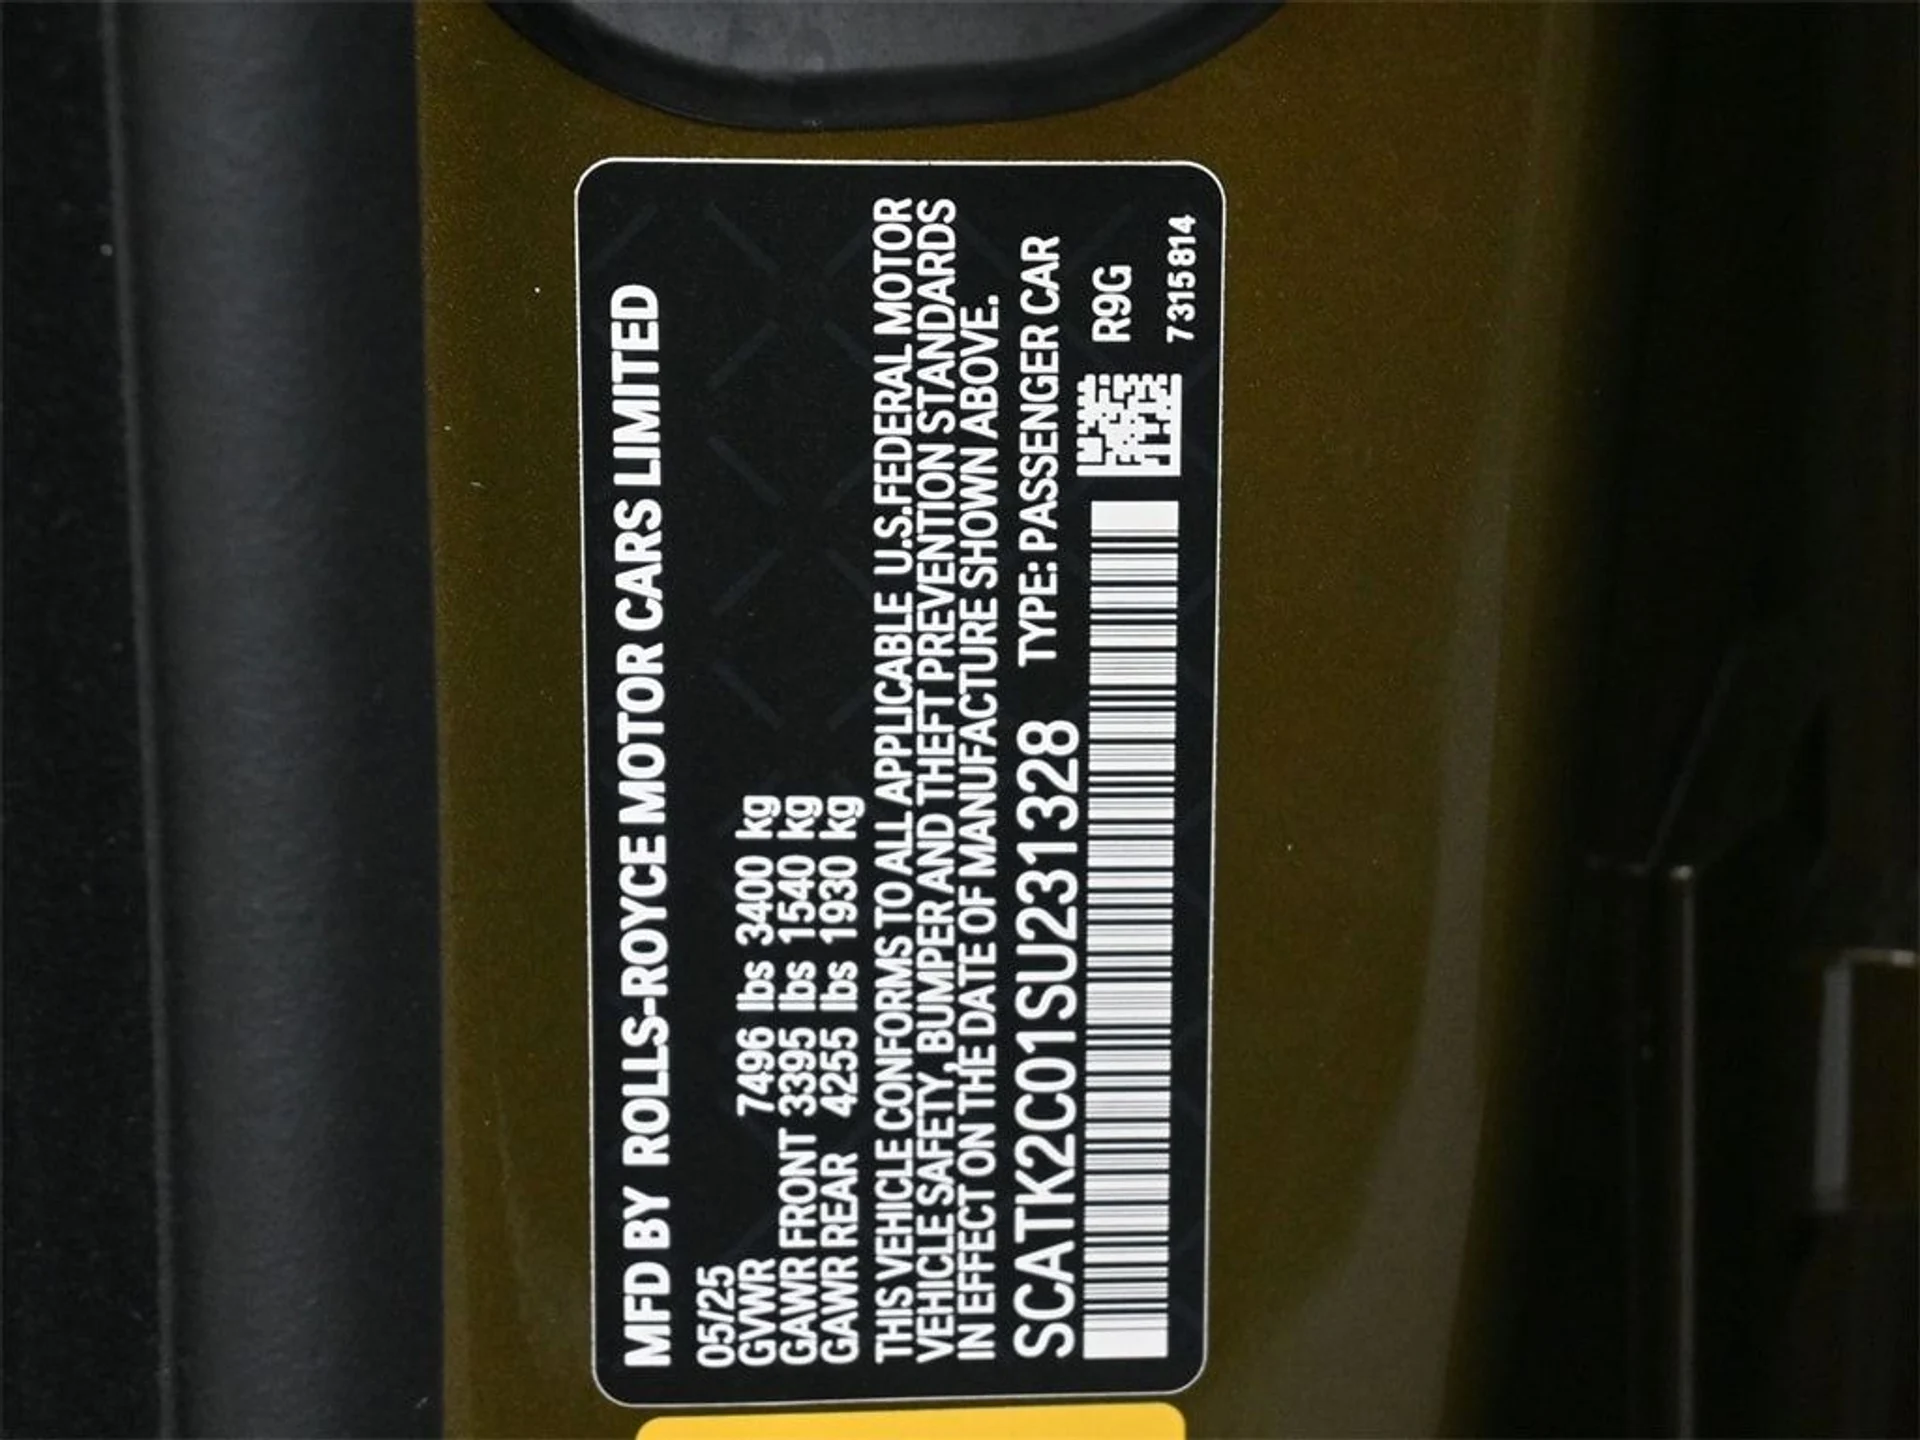 MFD BY ROLLS-ROYCE MOTOR CARS LIMITED
05/25
GVWR 7496 lbs 3400 kg
GAWR FRONT 3395 lbs 1540 kg
GAWR REAR 4255 lbs 1930 kg
THIS VEHICLE CONFORMS TO ALL APPLICABLE U.S.FEDERAL MOTOR
VEHICLE SAFETY, BUMPER AND THEFT PREVENTION STANDARDS
IN EFFECT ON THE DATE OF MANUFACTURE SHOWN ABOVE.
SCATK2C01SU231328 TYPE: PASSENGER CAR
R9G
7315814